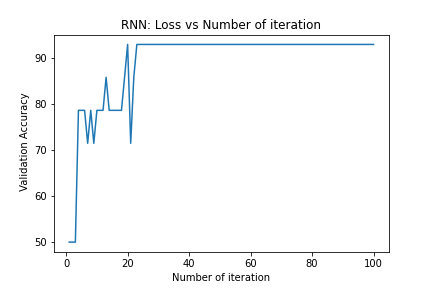 RNN: Loss vs Number of iteration
Validation Accuracy
90
80
70
60
50
0 20 40 60 80 100
Number of iteration